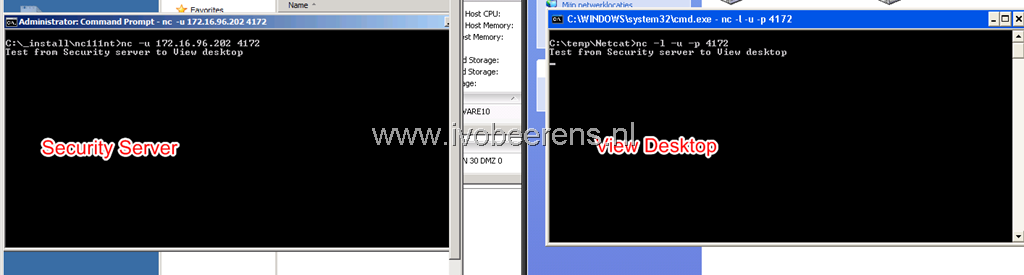 Favorites
Name
Administrator: Command Prompt - nc -u 172.16.96.202 4172
C:\_install\nc111nt>nc -u 172.16.96.202 4172
Test from Security server to View desktop
Security Server
Host CPU:
Host Memory:
est Memory:
d Storage:
d Storage:
age:
WARE10
N 30 DMZ 0
www.ivobeerens.nl
Mijn netwerklocaties
C:\WINDOWS\system32\cmd.exe - nc -l -u -p 4172
C:\temp\Netcat>nc -l -u -p 4172
Test from Security server to View desktop
View Desktop